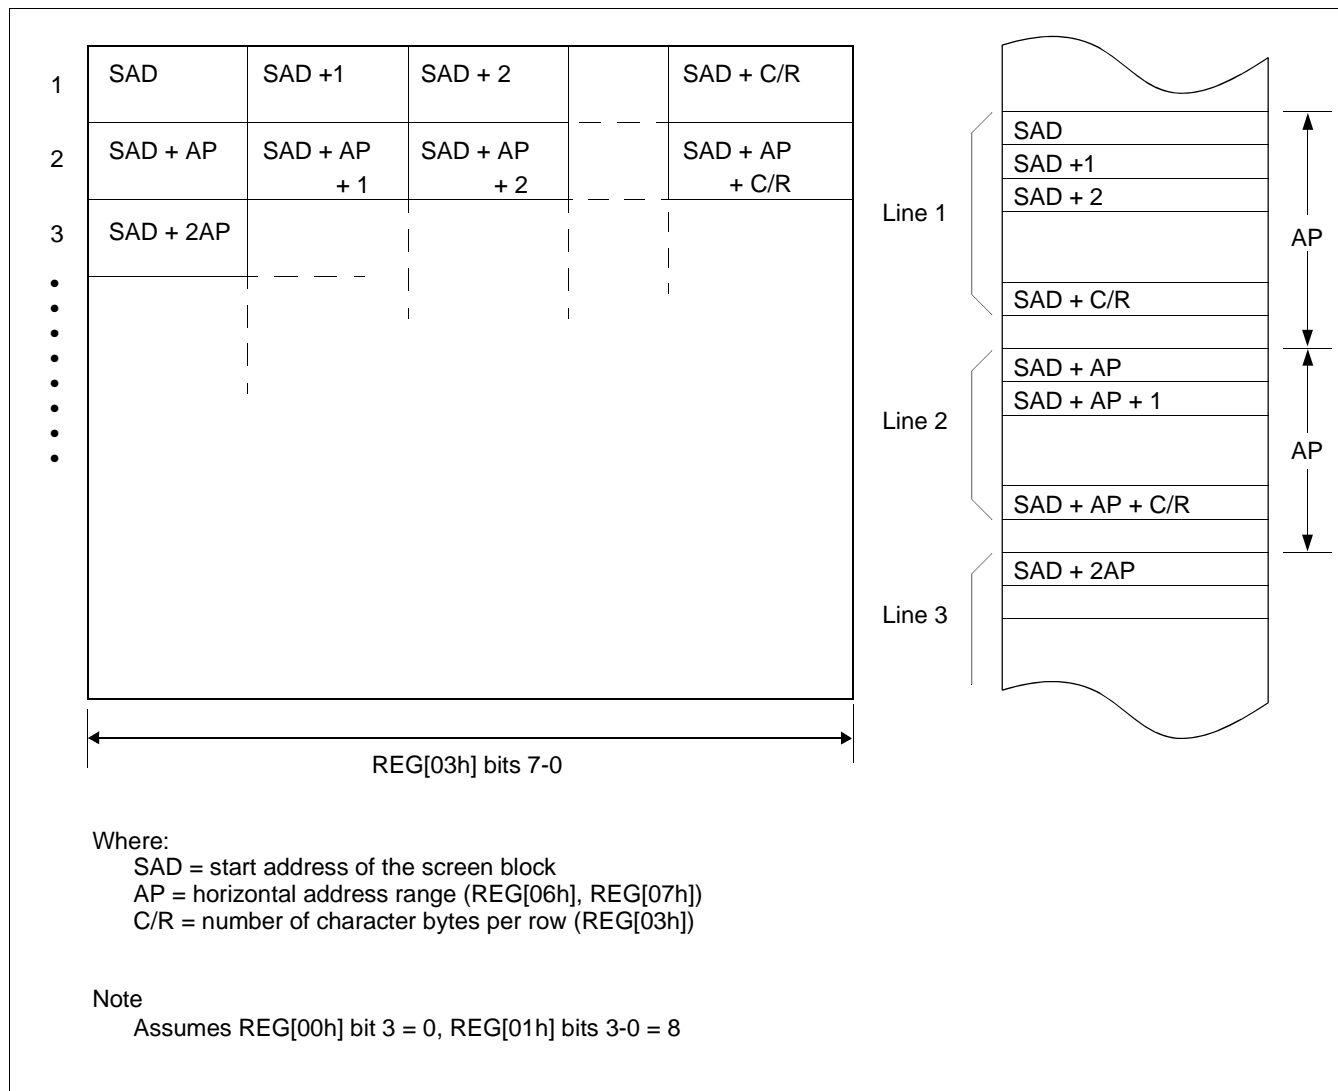 1 SAD SAD +1 SAD + 2 SAD + C/R
2 SAD + AP SAD + AP SAD + AP SAD + AP
+ 1 + 2 + C/R
3 SAD + 2AP
•
•
•
•
•
•
•
•
REG[03h] bits 7-0
Line 1
SAD
SAD +1
SAD + 2
SAD + C/R
AP
Line 2
SAD + AP
SAD + AP + 1
SAD + AP + C/R
AP
Line 3
SAD + 2AP
Where:
SAD = start address of the screen block
AP = horizontal address range (REG[06h], REG[07h])
C/R = number of character bytes per row (REG[03h])
Note
Assumes REG[00h] bit 3 = 0, REG[01h] bits 3-0 = 8